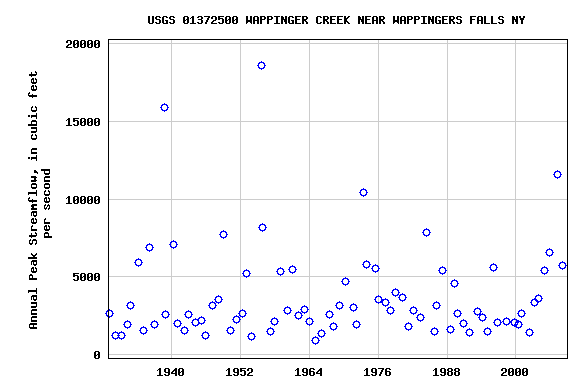 USGS 01372500 WAPPINGER CREEK NEAR WAPPINGERS FALLS NY
Annual Peak Streamflow, in cubic feet
per second
20000
15000
10000
5000
0
1940 1952 1964 1976 1988 2000